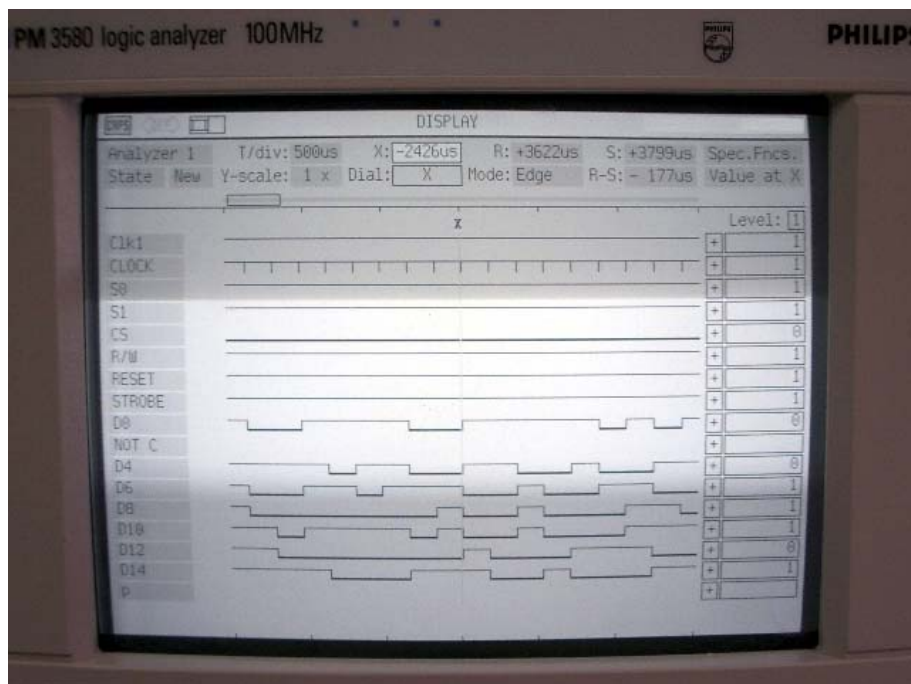 PM 3580 logic analyzer 100MHz PHILIPS PHILIPS
DISPLAY
Analyzer 1 T/div: 500us X: -2426us R: +3622us S: +3799us Spec.Fncs.
State New Y-scale: 1 x Dial: X Mode: Edge R-S: - 177us Value at X
X Level: 1
Clk1 + 1
CLOCK + 1
S0 + 1
S1 + 1
CS + 0
R/W + 1
RESET + 1
STROBE + 1
D0 + 0
NOT C +
D4 + 0
D6 + 1
D8 + 1
D10 + 1
D12 + 0
D14 + 1
P +